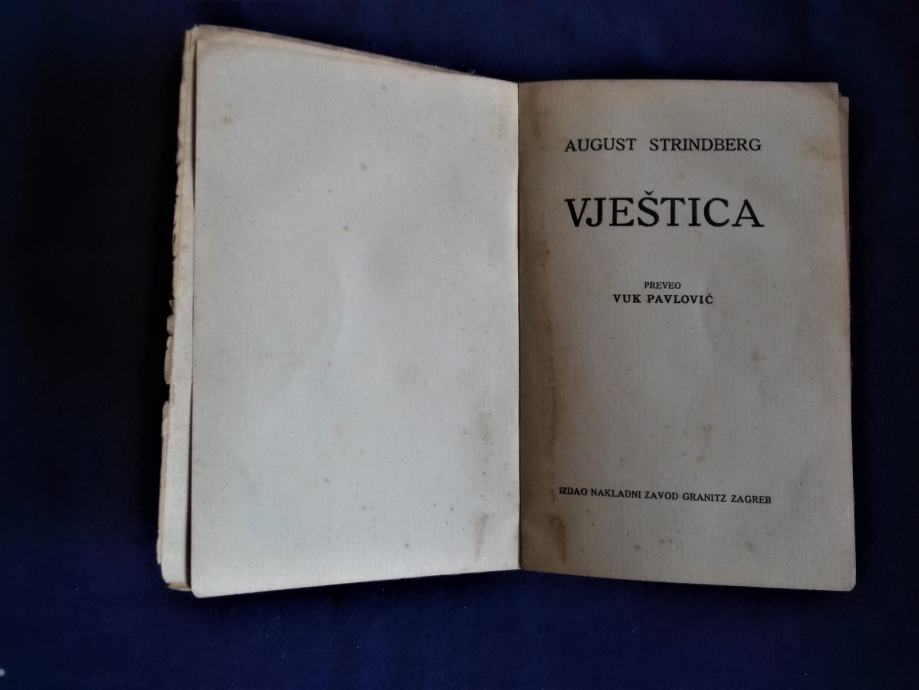 AUGUST STRINDBERG
VJEŠTICA
PREVEO
VUK PAVLOVIĆ
IZDAO NAKLADNI ZAVOD GRANITZ ZAGREB